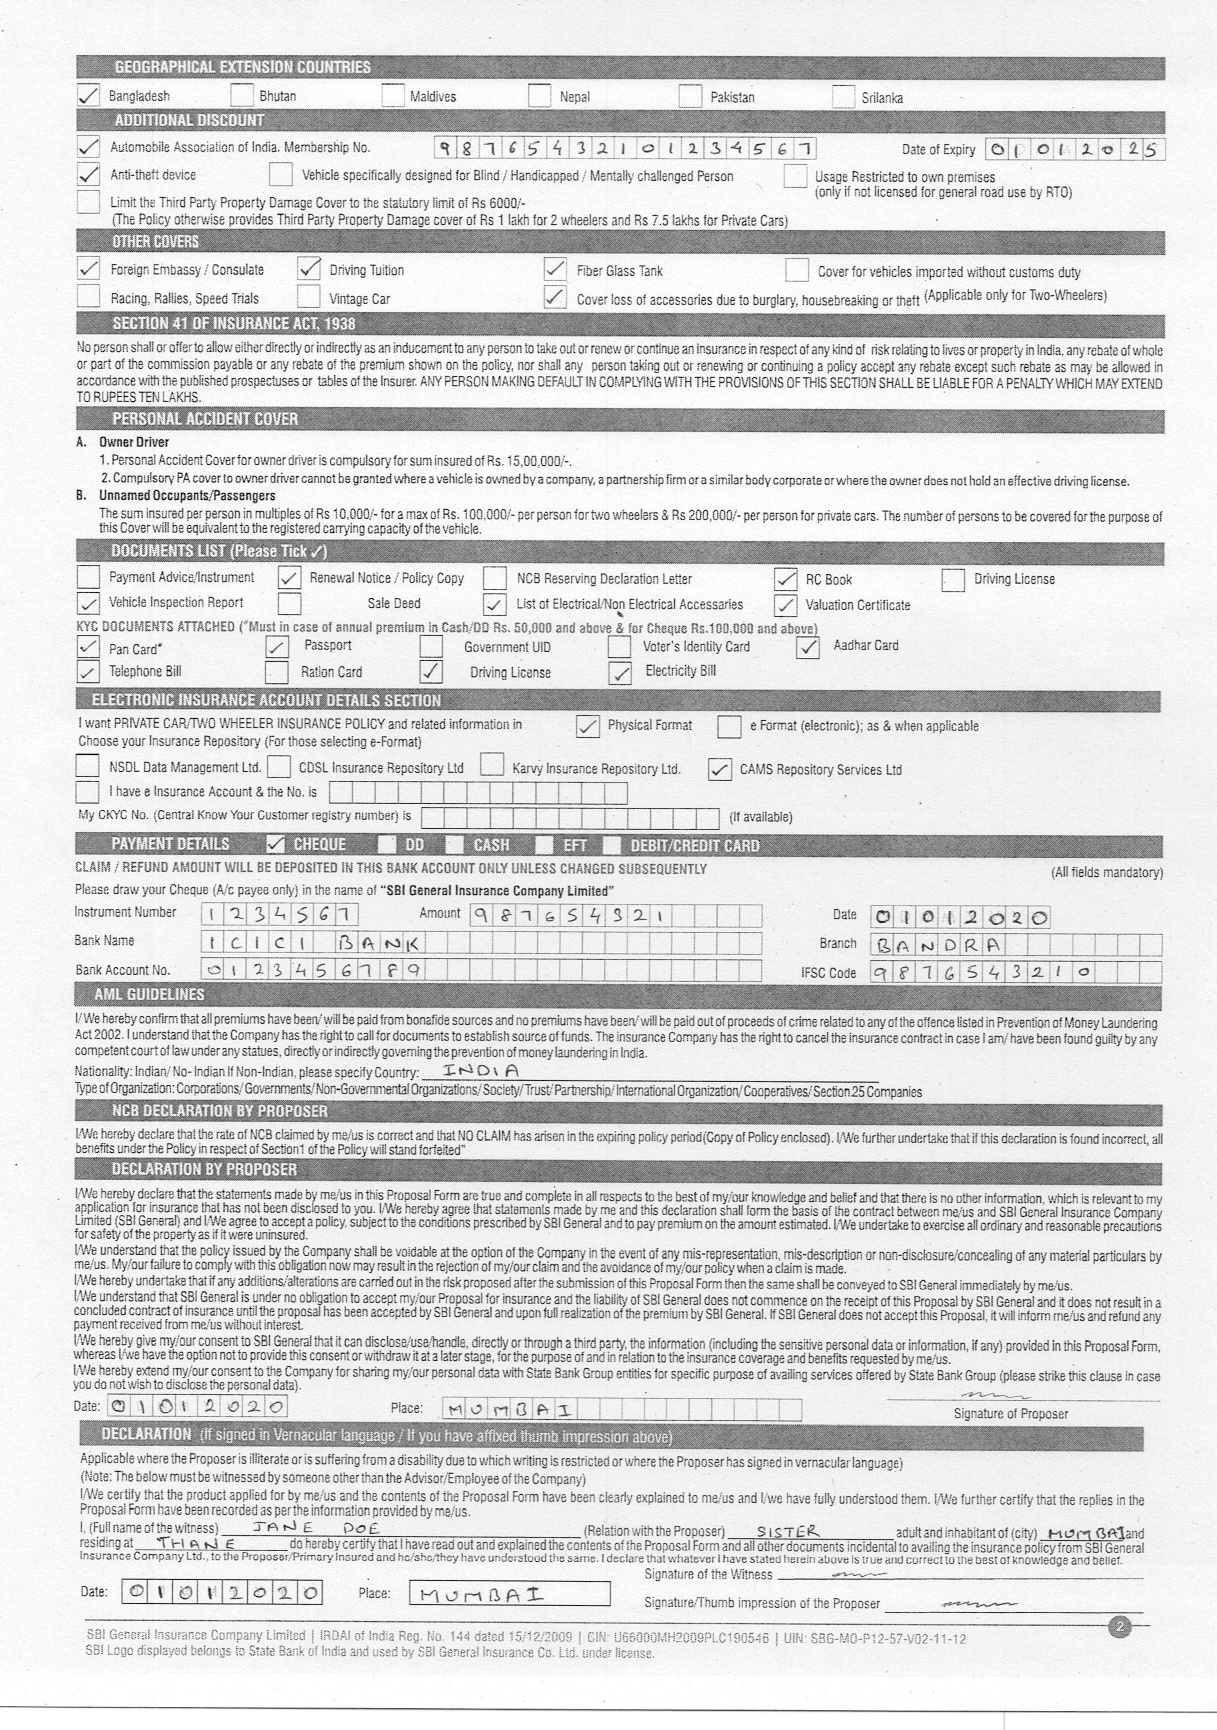 GEOGRAPHICAL EXTENSION COUNTRIES
Bangladesh Bhutan Maldives Nepal Pakistan Srilanka
ADDITIONAL DISCOUNT
Automobile Association of India. Membership No. 98765432101234567 Date of Expiry 01012025
Anti-theft device Vehicle specifically designed for Blind / Handicapped / Mentally challenged Person Usage Restricted to own premises
(only if not licensed for general road use by RTO)
Limit the Third Party Property Damage Cover to the statutory limit of Rs 6000/-
(The Policy otherwise provides Third Party Property Damage cover of Rs 1 lakh for 2 wheelers and Rs 7.5 lakhs for Private Cars)
OTHER COVERS
Foreign Embassy / Consulate Driving Tuition Fiber Glass Tank Cover for vehicles imported without customs duty
Racing, Rallies, Speed Trials Vintage Car Cover loss of accessories due to burglary, housebreaking or theft (Applicable only for Two-Wheelers)
SECTION 41 OF INSURANCE ACT, 1938
No person shall or offer to allow either directly or indirectly as an inducement to any person to take out or renew or continue an insurance in respect of any kind of risk relating to lives or property in India, any rebate of whole
or part of the commission payable or any rebate of the premium shown on the policy, nor shall any person taking out or renewing or continuing a policy accept any rebate except such rebate as may be allowed in
accordance with the published prospectuses or tables of the Insurer. ANY PERSON MAKING DEFAULT IN COMPLYING WITH THE PROVISIONS OF THIS SECTION SHALL BE LIABLE FOR A PENALTY WHICH MAY EXTEND
TO RUPEES TEN LAKHS.
PERSONAL ACCIDENT COVER
A. Owner Driver
1. Personal Accident Cover for owner driver is compulsory for sum insured of Rs. 15,00,000/-.
2. Compulsory PA cover to owner driver cannot be granted where a vehicle is owned by a company, a partnership firm or a similar body corporate or where the owner does not hold an effective driving license.
B. Unnamed Occupants/Passengers
The sum insured per person in multiples of Rs 10,000/- for a max of Rs. 100,000/- per person for two wheelers & Rs 200,000/- per person for private cars. The number of persons to be covered for the purpose of
this Cover will be equivalent to the registered carrying capacity of the vehicle.
DOCUMENTS LIST (Please Tick ✓)
Payment Advice/Instrument Renewal Notice / Policy Copy NCB Reserving Declaration Letter RC Book Driving License
Vehicle Inspection Report Sale Deed List of Electrical/Non Electrical Accessaries Valuation Certificate
KYC DOCUMENTS ATTACHED (*Must in case of annual premium in Cash/DD Rs. 50,000 and above & for Cheque Rs.100,000 and above)
Pan Card* Passport Government UID Voter's Identity Card Aadhar Card
Telephone Bill Ration Card Driving License Electricity Bill
ELECTRONIC INSURANCE ACCOUNT DETAILS SECTION
I want PRIVATE CAR/TWO WHEELER INSURANCE POLICY and related information in Physical Format e Format (electronic); as & when applicable
Choose your Insurance Repository (For those selecting e-Format)
NSDL Data Management Ltd. CDSL Insurance Repository Ltd Karvy Insurance Repository Ltd. CAMS Repository Services Ltd
I have e Insurance Account & the No. is
My CKYC No. (Central Know Your Customer registry number) is (If available)
PAYMENT DETAILS CHEQUE DD CASH EFT DEBIT/CREDIT CARD
CLAIM / REFUND AMOUNT WILL BE DEPOSITED IN THIS BANK ACCOUNT ONLY UNLESS CHANGED SUBSEQUENTLY (All fields mandatory)
Please draw your Cheque (A/c payee only) in the name of "SBI General Insurance Company Limited"
Instrument Number 1234567 Amount 987654321 Date 01012020
Bank Name ICICI BANK Branch BANDRA
Bank Account No. 0123456789 IFSC Code 9876543210
AML GUIDELINES
I/We hereby confirm that all premiums have been/ will be paid from bonafide sources and no premiums have been/ will be paid out of proceeds of crime related to any of the offence listed in Prevention of Money Laundering
Act 2002. I understand that the Company has the right to call for documents to establish source of funds. The insurance Company has the right to cancel the insurance contract in case I am/ have been found guilty by any
competent court of law under any statues, directly or indirectly governing the prevention of money laundering in India.
Nationality: Indian/ No- Indian If Non-Indian, please specify Country: INDIA
Type of Organization: Corporations/ Governments/ Non-Governmental Organizations/ Society/ Trust/ Partnership/ International Organization/ Cooperatives/ Section 25 Companies
NCB DECLARATION BY PROPOSER
I/We hereby declare that the rate of NCB claimed by me/us is correct and that NO CLAIM has arisen in the expiring policy period(Copy of Policy enclosed). I/We further undertake that if this declaration is found incorrect, all
benefits under the Policy in respect of Section1 of the Policy will stand forfeited"
DECLARATION BY PROPOSER
I/We hereby declare that the statements made by me/us in this Proposal Form are true and complete in all respects to the best of my/our knowledge and belief and that there is no other information, which is relevant to my
application for insurance that has not been disclosed to you. I/We hereby agree that statements made by me and this declaration shall form the basis of the contract between me/us and SBI General Insurance Company
Limited (SBI General) and I/We agree to accept a policy, subject to the conditions prescribed by SBI General and to pay premium on the amount estimated. I/We undertake to exercise all ordinary and reasonable precautions
for safety of the property as if it were uninsured.
I/We understand that the policy issued by the Company shall be voidable at the option of the Company in the event of any mis-representation, mis-description or non-disclosure/concealing of any material particulars by
me/us. My/our failure to comply with this obligation now may result in the rejection of my/our claim and the avoidance of my/our policy when a claim is made.
I/We hereby undertake that if any additions/alterations are carried out in the risk proposed after the submission of this Proposal Form then the same shall be conveyed to SBI General immediately by me/us.
I/We understand that SBI General is under no obligation to accept my/our Proposal for insurance and the liability of SBI General does not commence on the receipt of this Proposal by SBI General and it does not result in a
concluded contract of insurance until the proposal has been accepted by SBI General and upon full realization of the premium by SBI General. If SBI General does not accept this Proposal, it will inform me/us and refund any
payment received from me/us without interest.
I/We hereby give my/our consent to SBI General that it can disclose/use/handle, directly or through a third party, the information (including the sensitive personal data or information, if any) provided in this Proposal Form,
whereas I/we have the option not to provide this consent or withdraw it at a later stage, for the purpose of and in relation to the insurance coverage and benefits requested by me/us.
I/We hereby extend my/our consent to the Company for sharing my/our personal data with State Bank Group entities for specific purpose of availing services offered by State Bank Group (please strike this clause in case
you do not wish to disclose the personal data).
Date: 01012020 Place: MUMBAI Signature of Proposer
DECLARATION (If signed in Vernacular language / If you have affixed thumb impression above)
Applicable where the Proposer is illiterate or is suffering from a disability due to which writing is restricted or where the Proposer has signed in vernacular language)
(Note: The below must be witnessed by someone other than the Advisor/Employee of the Company)
I/We certify that the product applied for by me/us and the contents of the Proposal Form have been clearly explained to me/us and I/we have fully understood them. I/We further certify that the replies in the
Proposal Form have been recorded as per the information provided by me/us.
I, (Full name of the witness) JANE DOE (Relation with the Proposer) SISTER adult and inhabitant of (city) MUMBAI and
residing at THANE do hereby certify that I have read out and explained the contents of the Proposal Form and all other documents incidental to availing the insurance policy from SBI General
Insurance Company Ltd., to the Proposer/Primary Insured and he/she/they have understood the same. I declare that whatever I have stated herein above is true and correct to the best of knowledge and belief.
Signature of the Witness
Date: 01012020 Place: MUMBAI Signature/Thumb impression of the Proposer
2
SBI General Insurance Company Limited | IRDAI of India Reg. No. 144 dated 15/12/2009 | CIN: U66000MH2009PLC190546 | UIN: SBG-MO-P12-57-V02-11-12
SBI Logo displayed belongs to State Bank of India and used by SBI General Insurance Co. Ltd. under license.